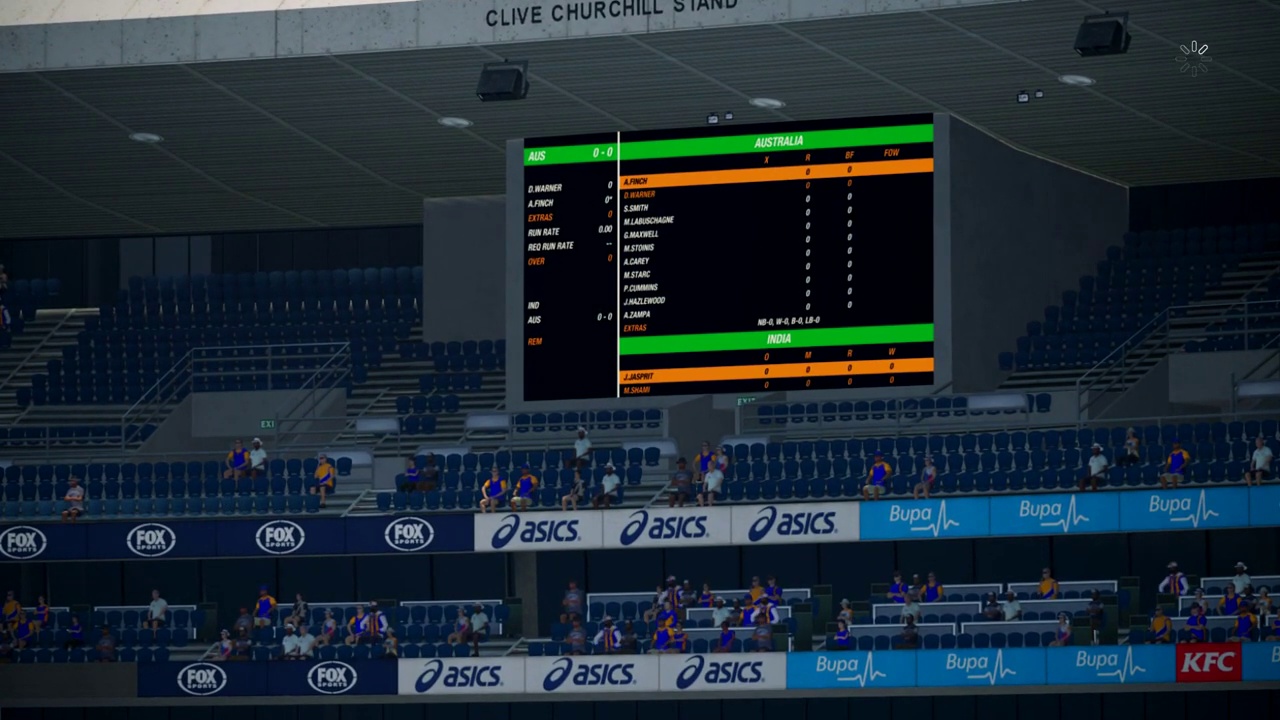 CLIVE CHURCHILL STAND
AUS 0 - 0
D.WARNER 0
A.FINCH 0*
EXTRAS 0
RUN RATE 0.00
REQ RUN RATE --
OVER 0
IND
AUS 0 - 0
REM
AUSTRALIA
X R BF FOW
A.FINCH 0 0
D.WARNER 0 0
S.SMITH 0 0
M.LABUSCHAGNE 0 0
G.MAXWELL 0 0
M.STOINIS 0 0
A.CAREY 0 0
M.STARC 0 0
P.CUMMINS 0 0
J.HAZLEWOOD 0 0
A.ZAMPA 0 0
EXTRAS NB-0, W-0, B-0, LB-0
INDIA
O M R W
J.JASPRIT 0 0 0 0
M.SHAMI 0 0 0 0
EXI
EXIT
FOX SPORTS FOX SPORTS FOX SPORTS FOX SPORTS asics asics asics Bupa Bupa Bupa
FOX SPORTS FOX SPORTS asics asics asics Bupa Bupa Bupa KFC B